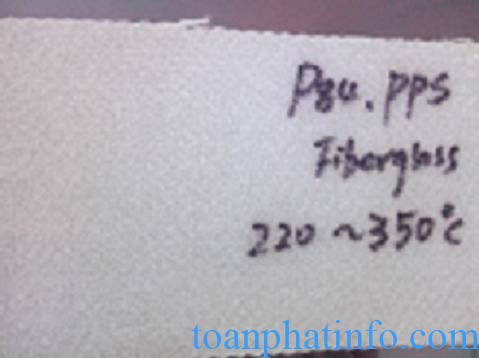 P84. PPS
Fiberglass
220 ~350°C
toanphatinfo.com